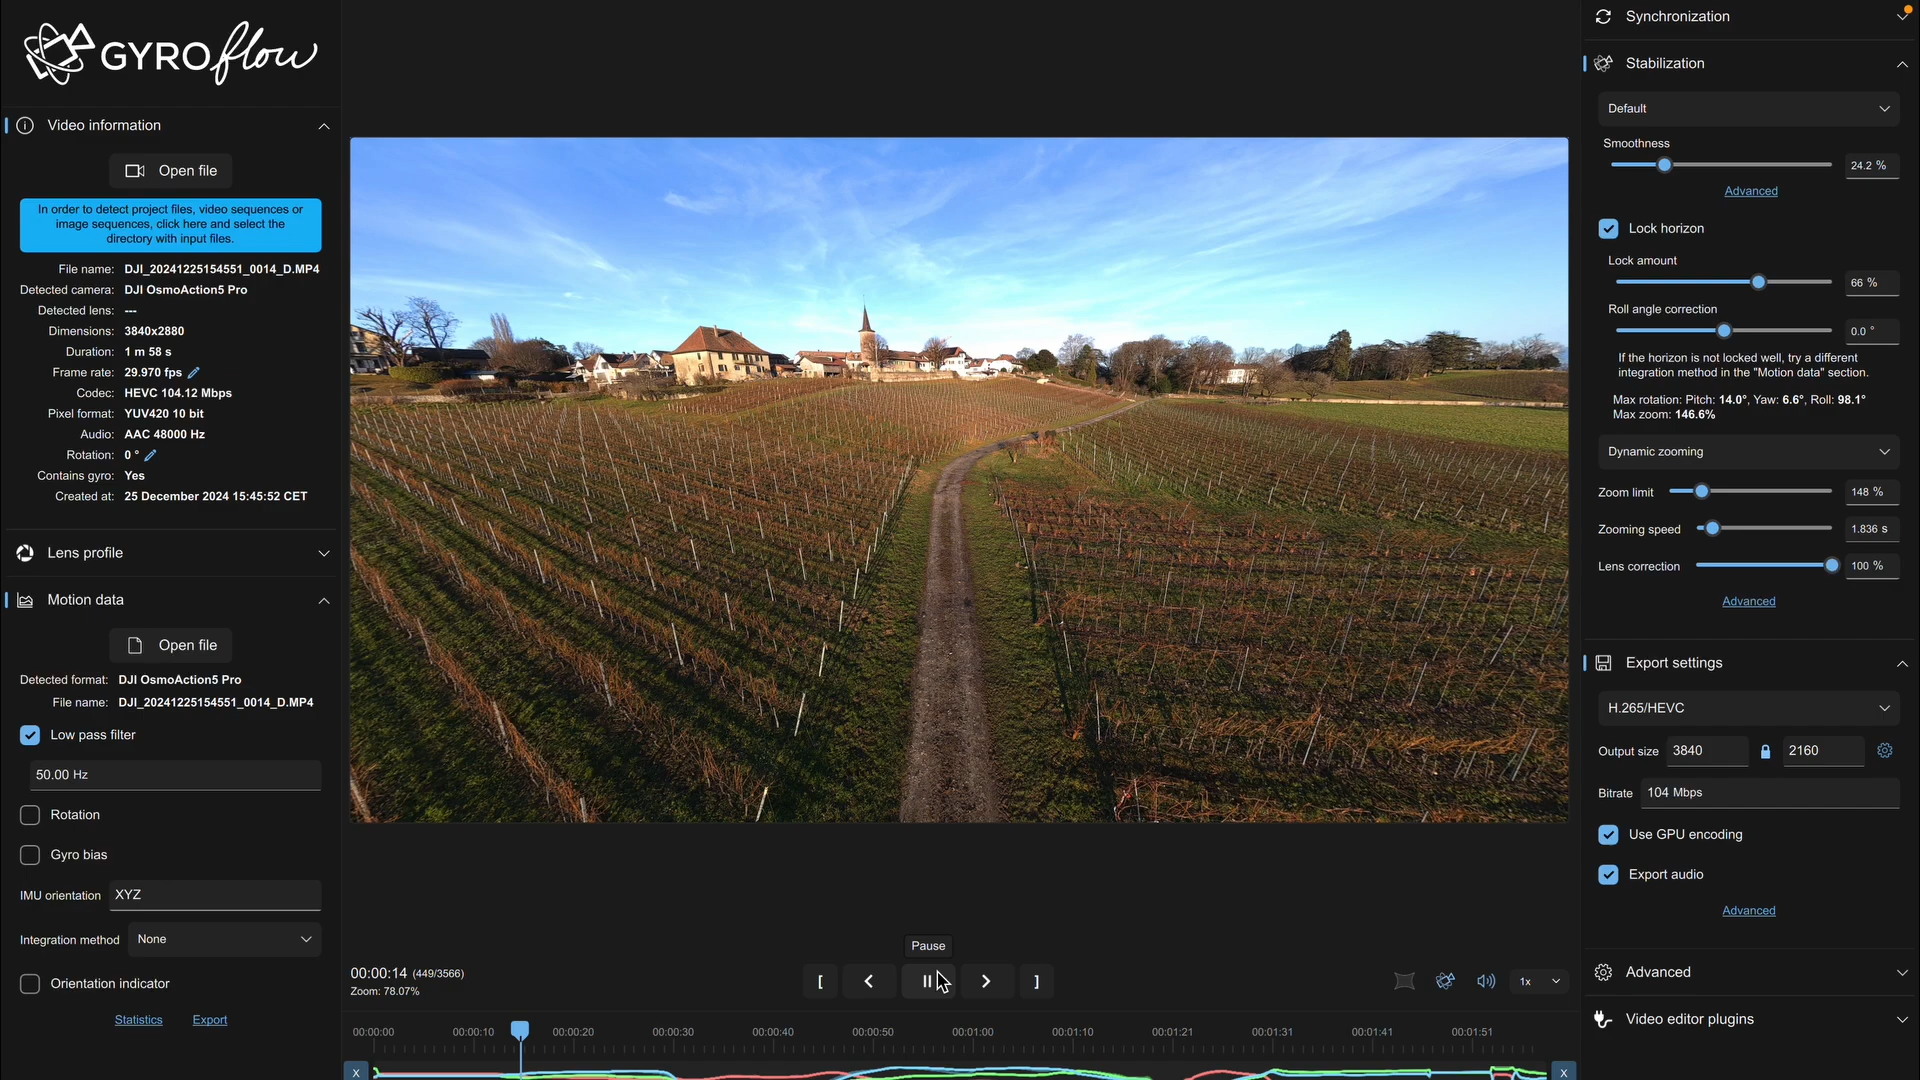 GYROflow
Video information
Open file
In order to detect project files, video sequences or
image sequences, click here and select the
directory with input files.
File name: DJI_20241225154551_0014_D.MP4
Detected camera: DJI OsmoAction5 Pro
Detected lens: ---
Dimensions: 3840x2880
Duration: 1 m 58 s
Frame rate: 29.970 fps
Codec: HEVC 104.12 Mbps
Pixel format: YUV420 10 bit
Audio: AAC 48000 Hz
Rotation: 0 °
Contains gyro: Yes
Created at: 25 December 2024 15:45:52 CET
Lens profile
Motion data
Open file
Detected format: DJI OsmoAction5 Pro
File name: DJI_20241225154551_0014_D.MP4
Low pass filter
50.00 Hz
Rotation
Gyro bias
IMU orientation XYZ
Integration method None
Orientation indicator
Statistics Export
Pause
00:00:14 (449/3566)
Zoom: 78.07%
[ ]
1x
00:00:00 00:00:10 00:00:20 00:00:30 00:00:40 00:00:50 00:01:00 00:01:10 00:01:21 00:01:31 00:01:41 00:01:51
X X
Synchronization
Stabilization
Default
Smoothness
24.2 %
Advanced
Lock horizon
Lock amount
66 %
Roll angle correction
0.0 °
If the horizon is not locked well, try a different
integration method in the "Motion data" section.
Max rotation: Pitch: 14.0°, Yaw: 6.6°, Roll: 98.1°
Max zoom: 146.6%
Dynamic zooming
Zoom limit 148 %
Zooming speed 1.836 s
Lens correction 100 %
Advanced
Export settings
H.265/HEVC
Output size 3840 2160
Bitrate 104 Mbps
Use GPU encoding
Export audio
Advanced
Advanced
Video editor plugins